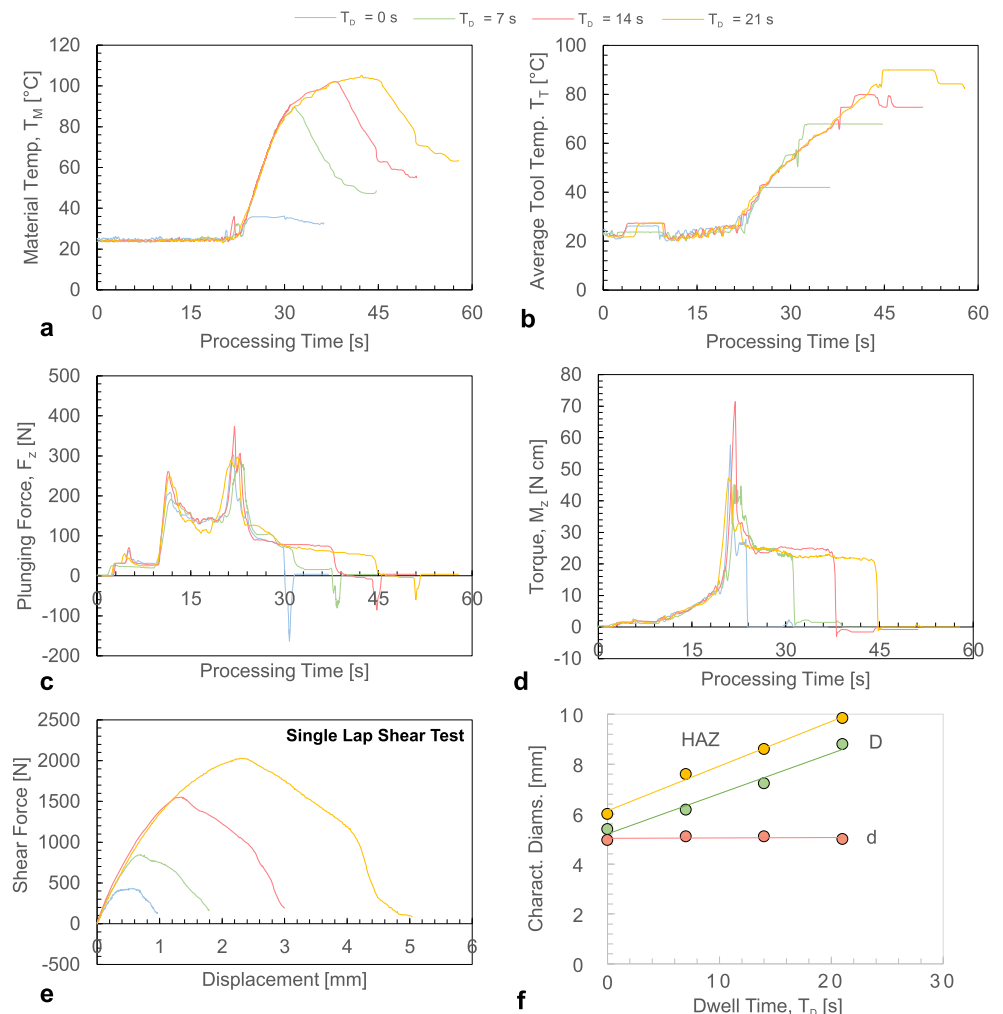 T_D = 0 s T_D = 7 s T_D = 14 s T_D = 21 s
Material Temp, T_M [°C]
120
100
80
60
40
20
0
0 15 30 45 60
Processing Time [s]
a
Average Tool Temp. T_T [°C]
100
80
60
40
20
0
0 15 30 45 60
Processing Time [s]
b
Plunging Force, F_z [N]
500
400
300
200
100
0
-100
-200
0 15 30 45 60
Processing Time [s]
c
Torque, M_z [N cm]
80
70
60
50
40
30
20
10
0
-10
0 15 30 45 60
Processing Time [s]
d
Single Lap Shear Test
Shear Force [N]
2500
2000
1500
1000
500
0
-500
0 1 2 3 4 5 6
Displacement [mm]
e
Charact. Diams. [mm]
10
8
6
4
2
0
HAZ
D
d
0 10 20 30
Dwell Time, T_D [s]
f